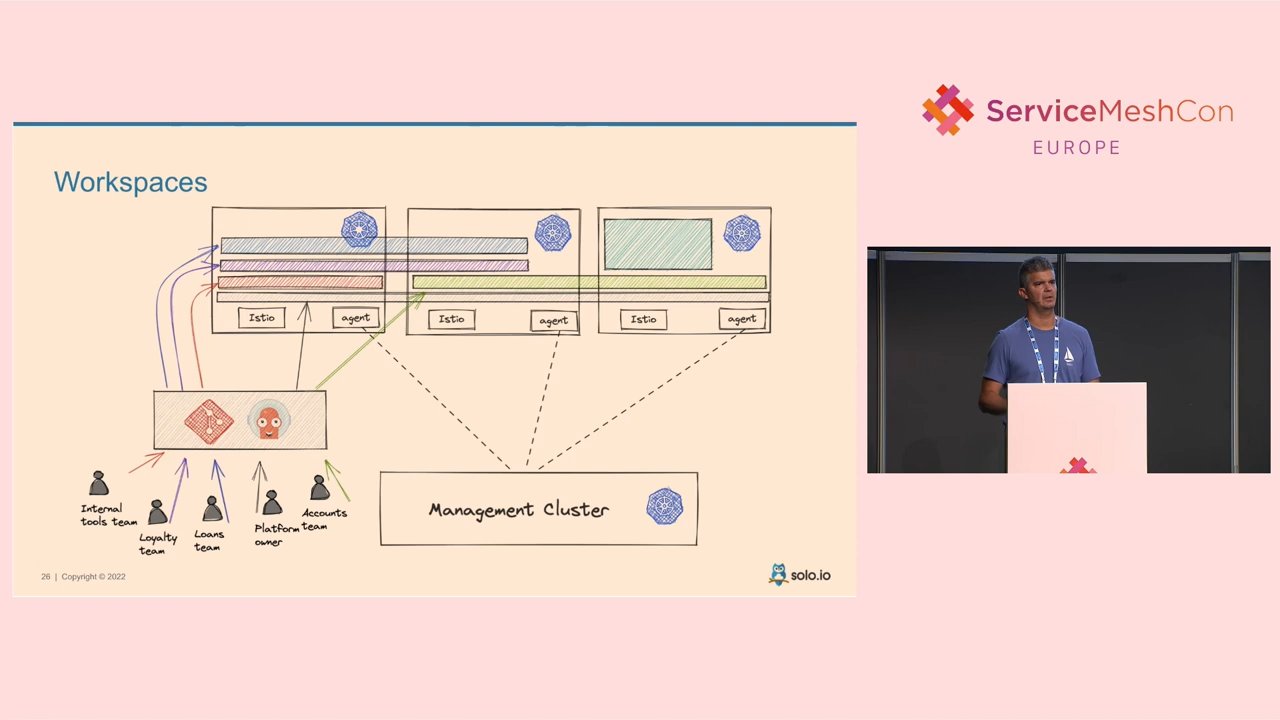 ServiceMeshCon
EUROPE
Workspaces
Istio
agent
Istio
agent
Istio
agent
Internal
tools team
Loyalty
team
Loans
team
Platform
owner
Accounts
team
Management Cluster
26 | Copyright © 2022
solo.io